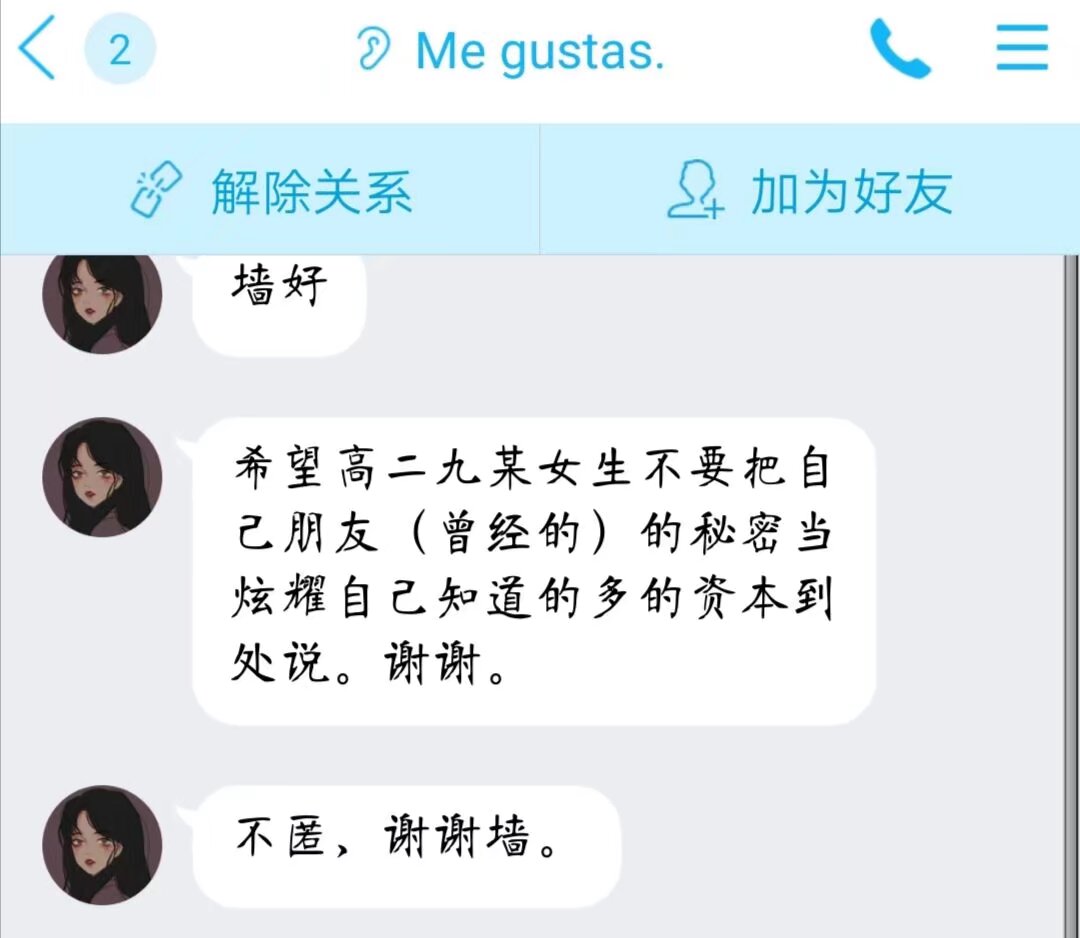 2
Me gustas.
解除关系
加为好友
墙好
希望高二九某女生不要把自
己朋友（曾经的）的秘密当
炫耀自己知道的多的资本到
处说。谢谢。
不匿、谢谢墙。